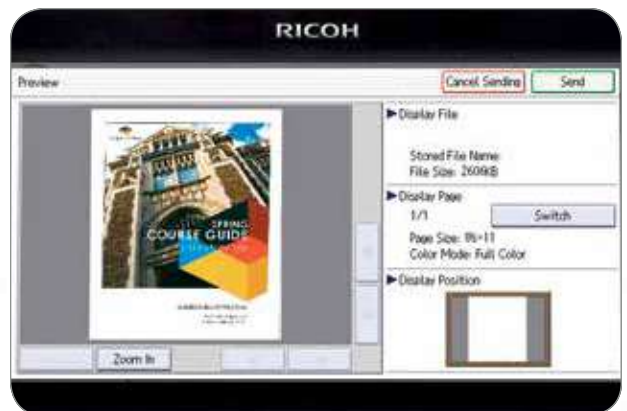 RICOH
Preview
Cancel Sending
Send
▶Display File
Stored File Name:
File Size: 2606KB
▶Display Page
1/1
Switch
Page Size:
Color Mode: Full Color
▶Display Position
SPRING
COURSE GUIDE
Zoom In